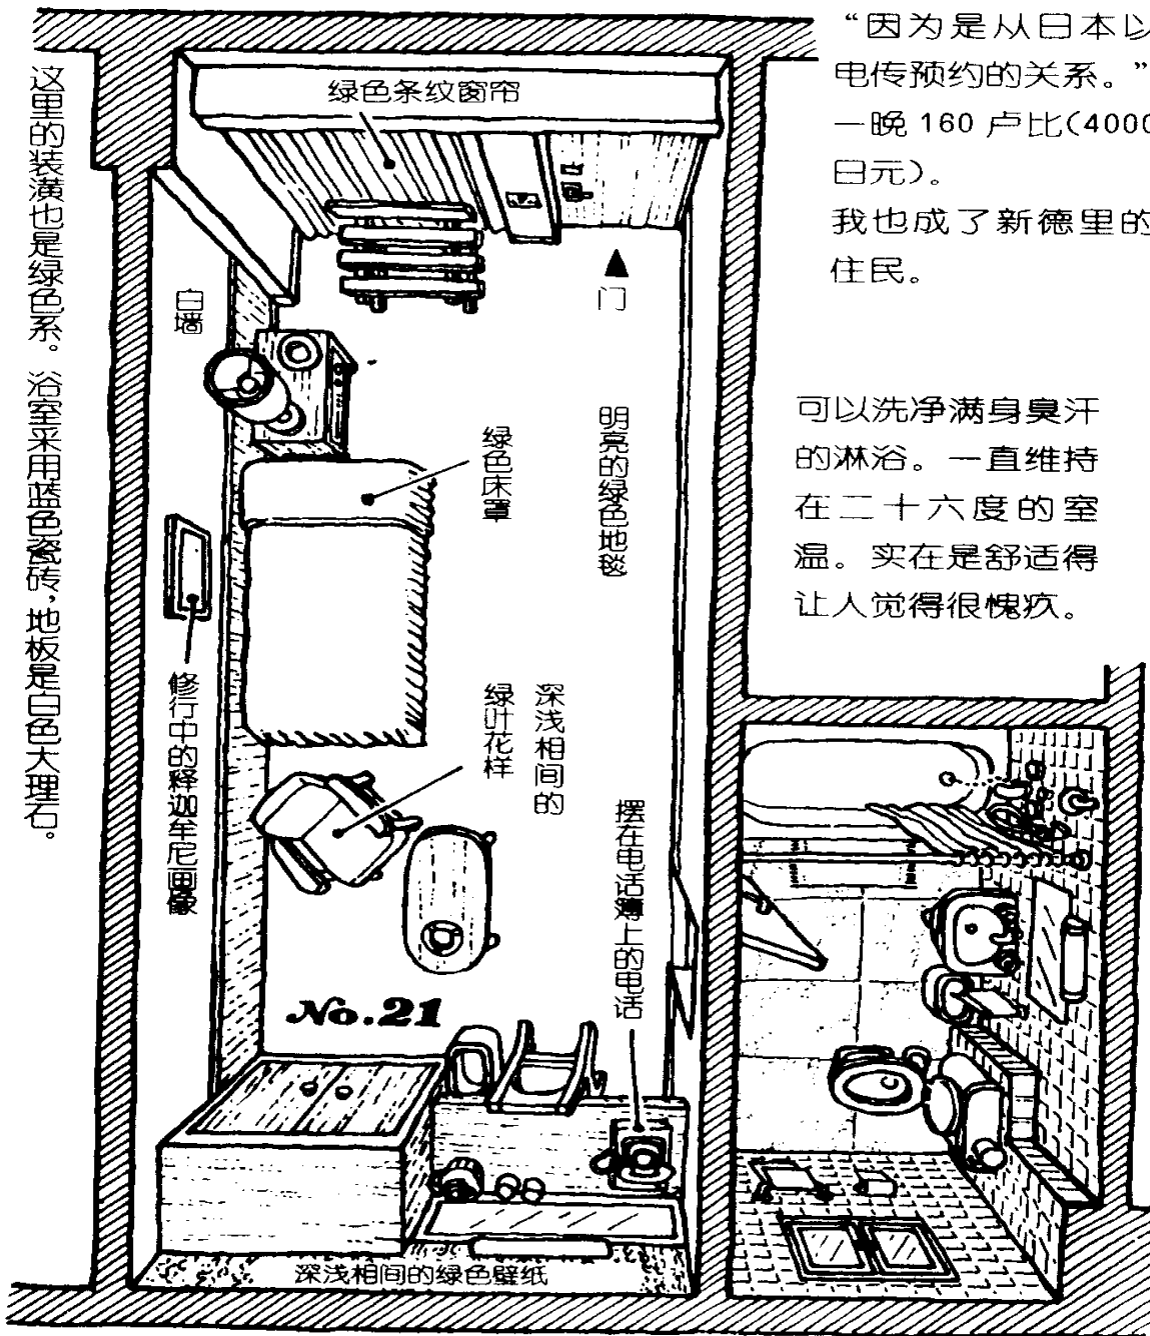 “因为是从日本以
电传预约的关系。”
一晚 160 卢比(4000
日元)。
我也成了新德里的
住民。
可以洗净满身臭汗
的淋浴。一直维持
在二十六度的室
温。实在是舒适得
让人觉得很愧疚。
这里的装潢也是绿色系。浴室采用蓝色瓷砖,地板是白色大理石。
绿色条纹窗帘
门
白墙
绿色床罩
明亮的绿色地毯
修行中的释迦牟尼画像
深浅相间的
绿叶花样
摆在电话簿上的电话
No.21
深浅相间的绿色壁纸